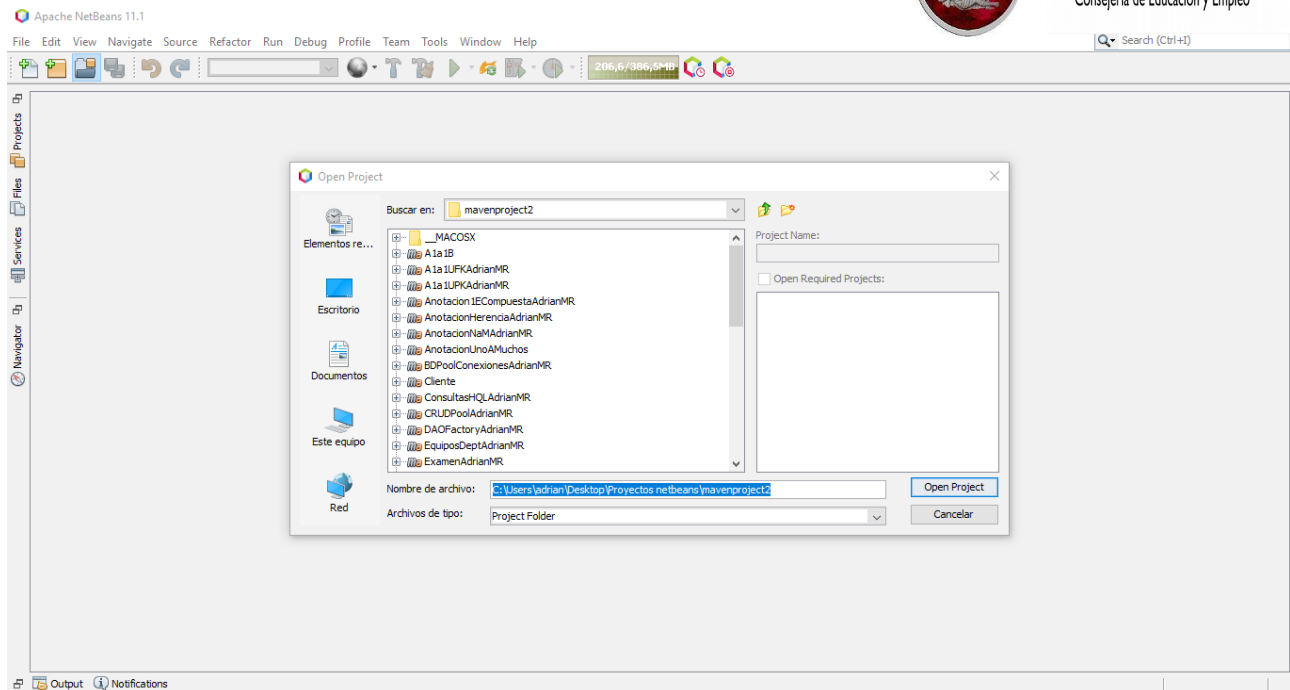 Consejería de Educación y Empleo
Apache NetBeans 11.1
File Edit View Navigate Source Refactor Run Debug Profile Team Tools Window Help
Search (Ctrl+I)
206,6/386,5MB
Projects
Files
Services
Navigator
Open Project
Buscar en: mavenproject2
Elementos re...
Escritorio
Documentos
Este equipo
Red
__MACOSX
A1a1B
A1a1UFKAdrianMR
A1a1UPKAdrianMR
Anotacion1ECompuestaAdrianMR
AnotacionHerenciaAdrianMR
AnotacionNaMAdrianMR
AnotacionUnoAMuchos
BDPoolConexionesAdrianMR
Cliente
ConsultasHQLAdrianMR
CRUDPoolAdrianMR
DAOFactoryAdrianMR
EquiposDeptAdrianMR
ExamenAdrianMR
Project Name:
Open Required Projects:
Nombre de archivo: C:\Users\adrian\Desktop\Proyectos netbeans\mavenproject2
Open Project
Archivos de tipo: Project Folder
Cancelar
Output Notifications